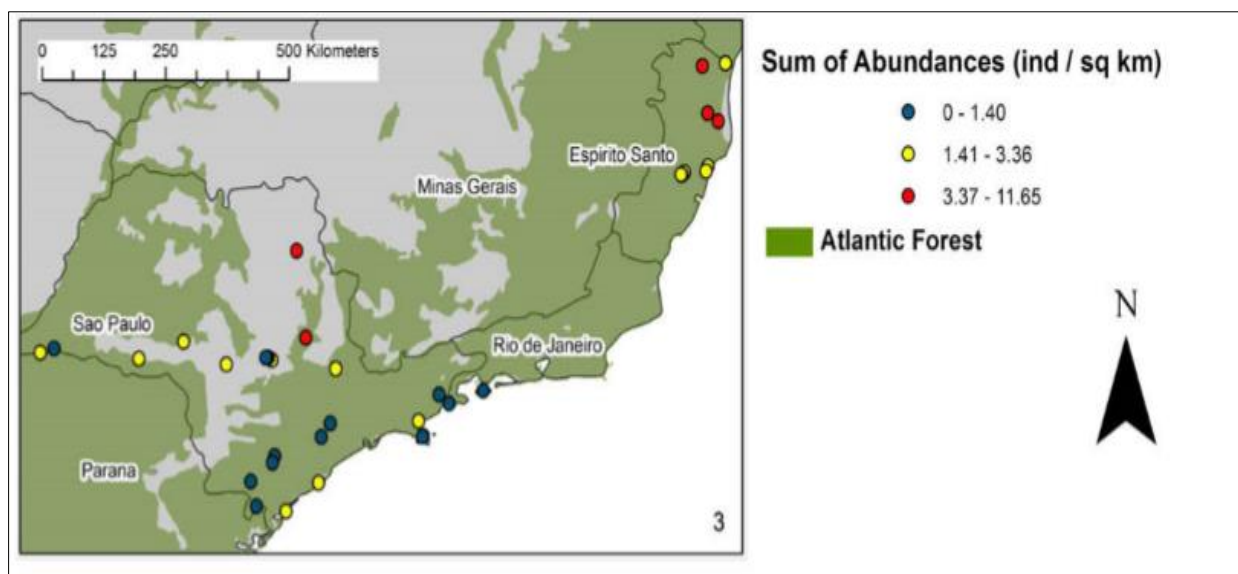 0 125 250 500 Kilometers
Sum of Abundances (ind / sq km)
0 - 1.40
1.41 - 3.36
3.37 - 11.65
Atlantic Forest
Espirito Santo
Minas Gerais
Sao Paulo
Rio de Janeiro
Parana
N
3